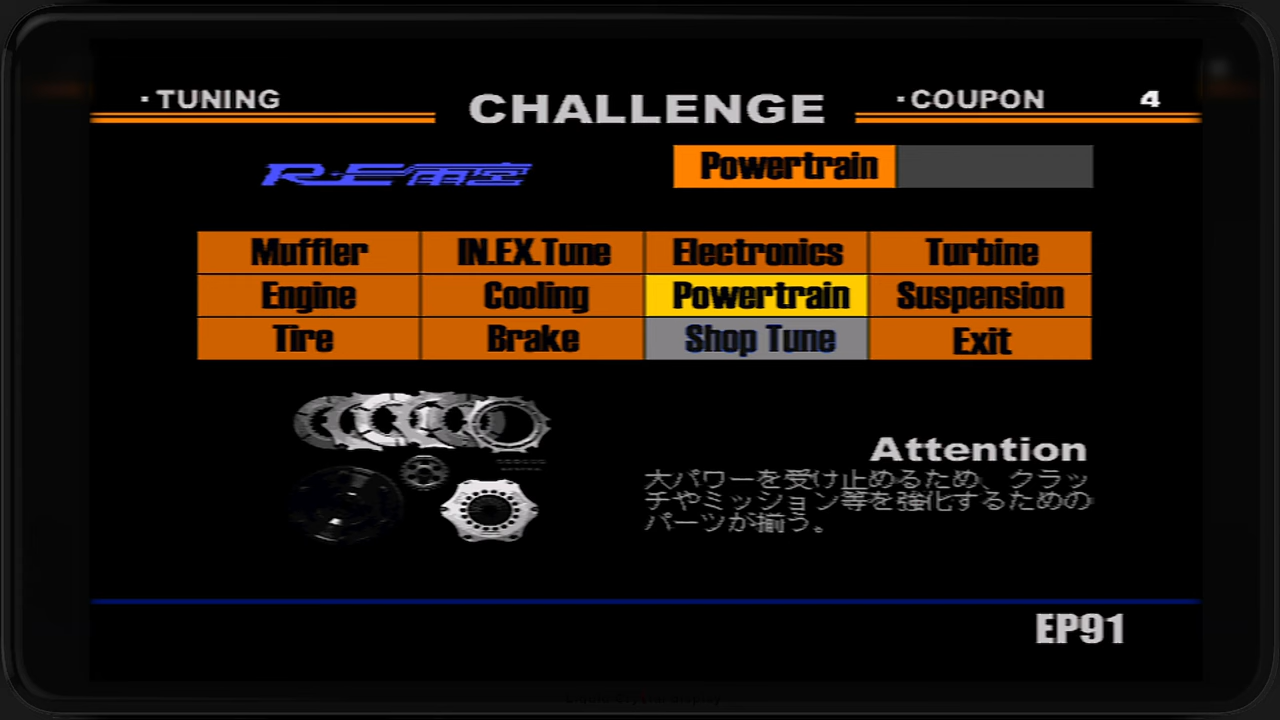 ·TUNING
CHALLENGE
·COUPON 4
RE雨宮
Powertrain
Muffler IN.EX.Tune Electronics Turbine
Engine Cooling Powertrain Suspension
Tire Brake Shop Tune Exit
Attention
大パワーを受け止めるため、クラッ
チやミッション等を強化するための
パーツが揃う。
EP91